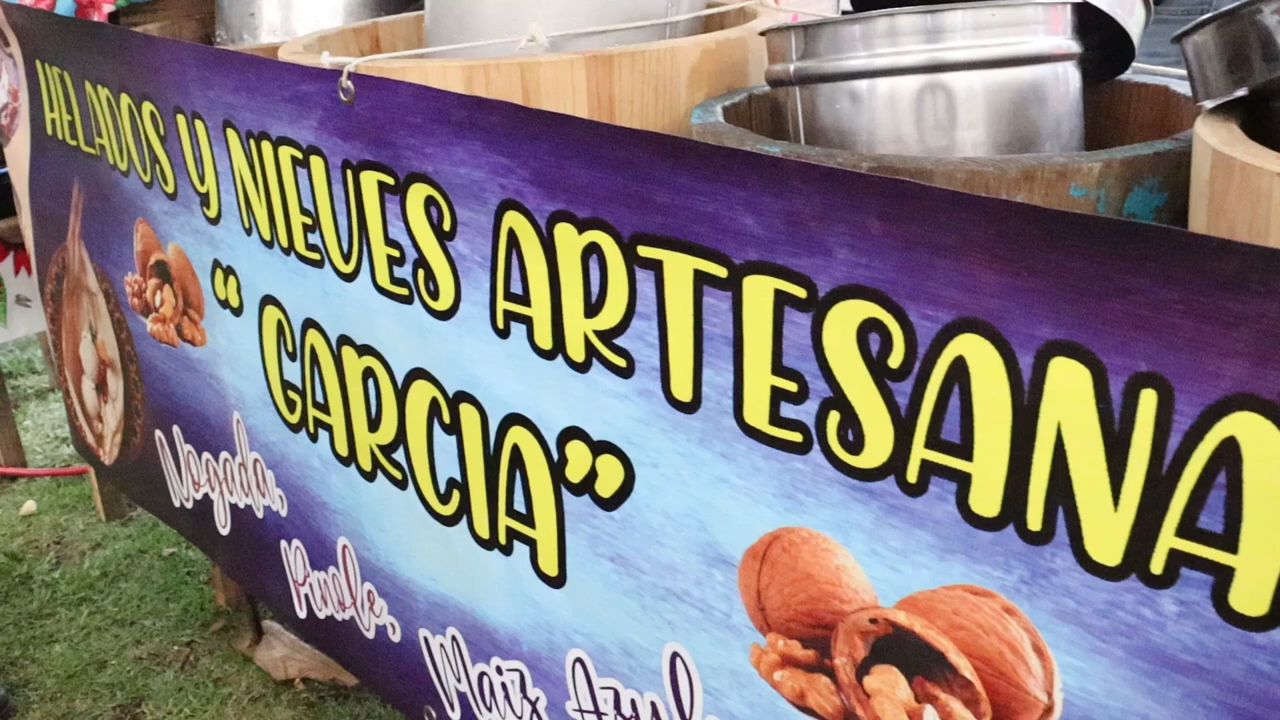 HELADOS Y NIEVES ARTESANA
“GARCIA”
Nogada,
Pinole,
Maiz Azul